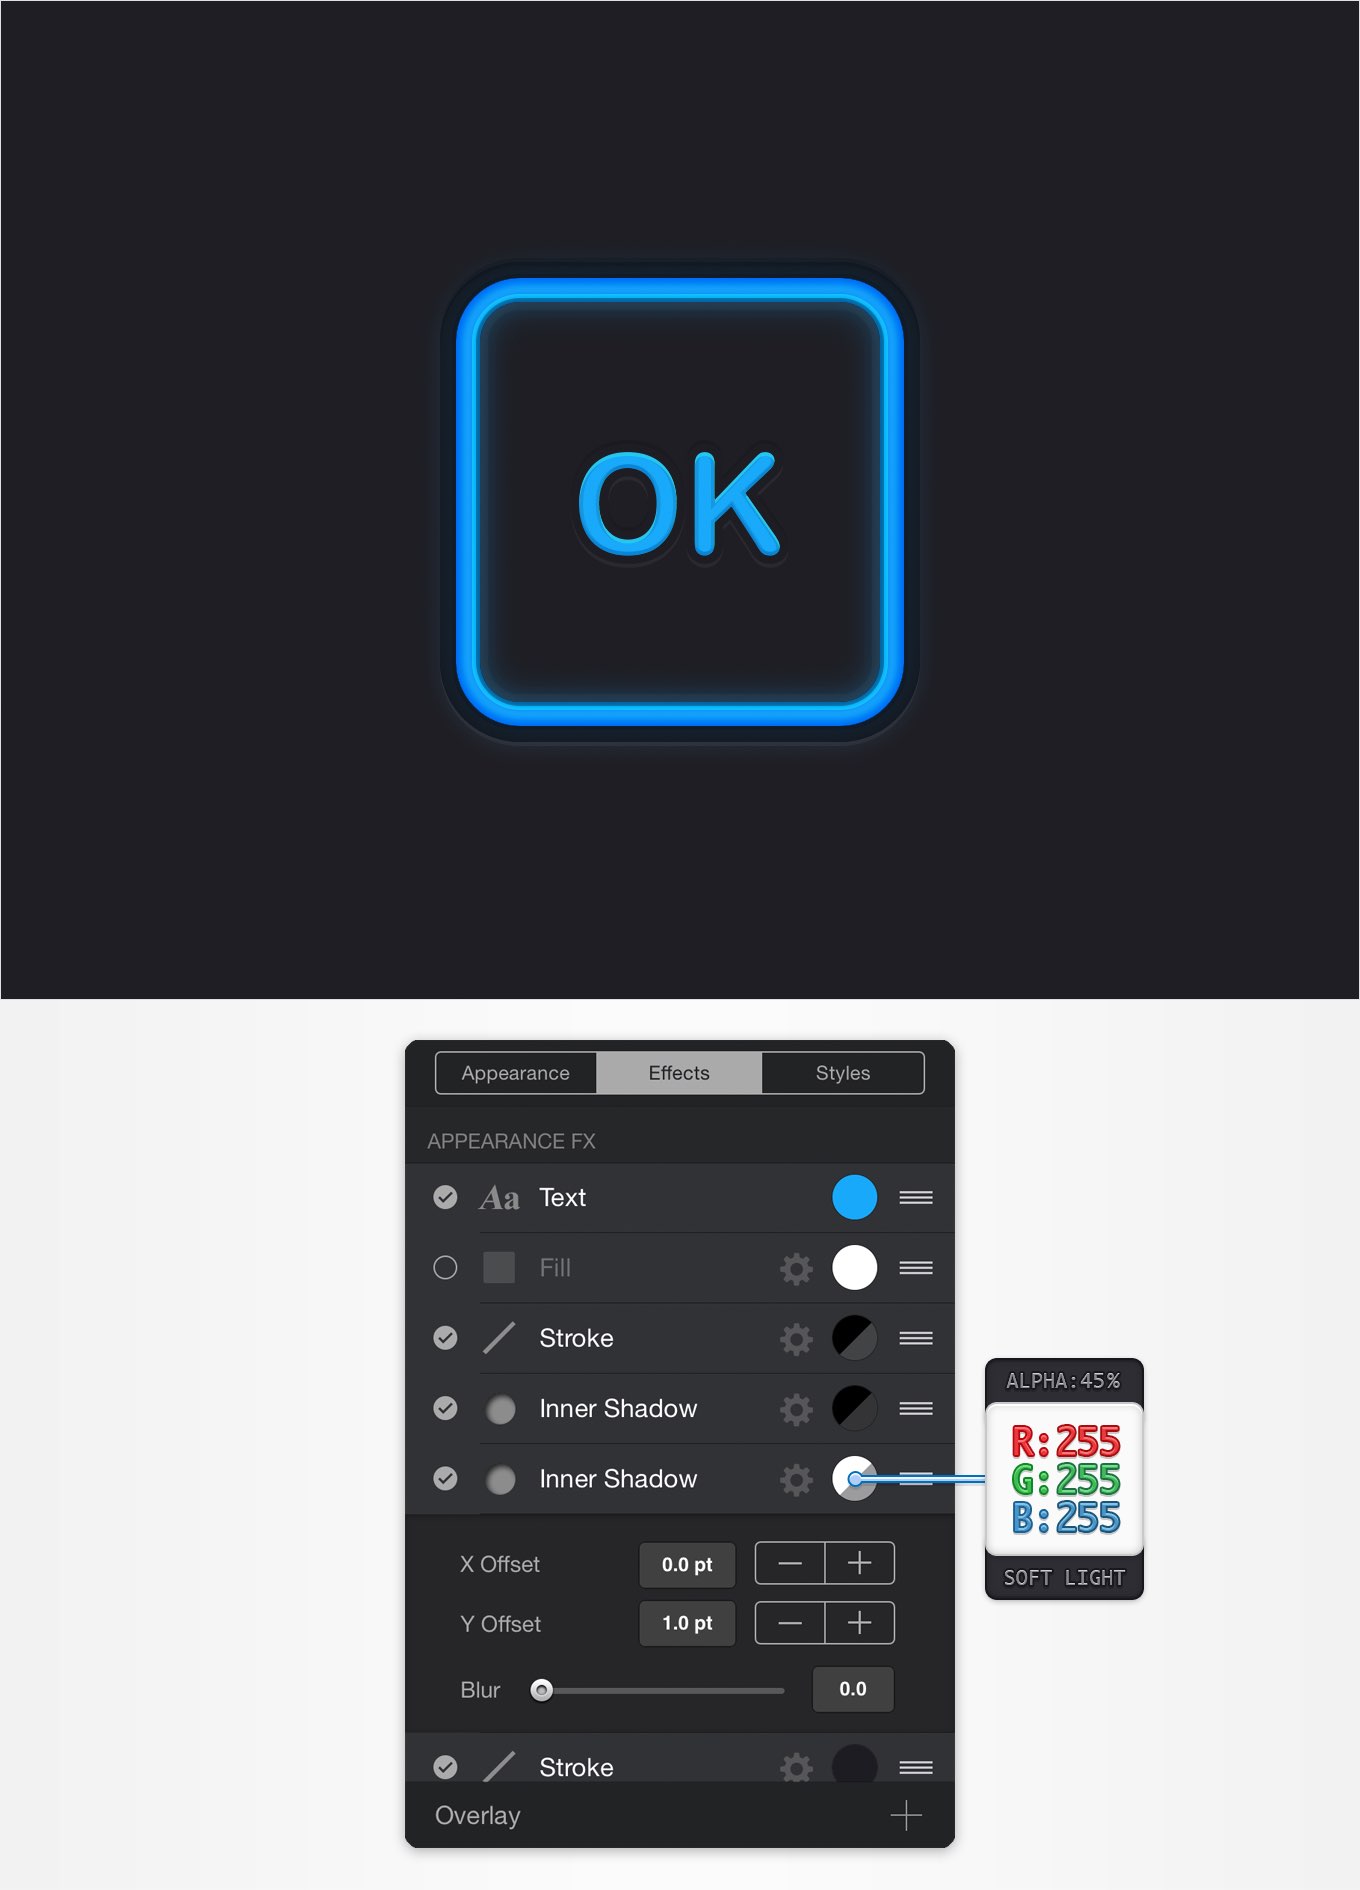 OK
Appearance Effects Styles
APPEARANCE FX
Aa Text
Fill
Stroke
Inner Shadow
Inner Shadow
ALPHA:45%
R:255
G:255
B:255
SOFT LIGHT
X Offset 0.0 pt
Y Offset 1.0 pt
Blur 0.0
Stroke
Overlay